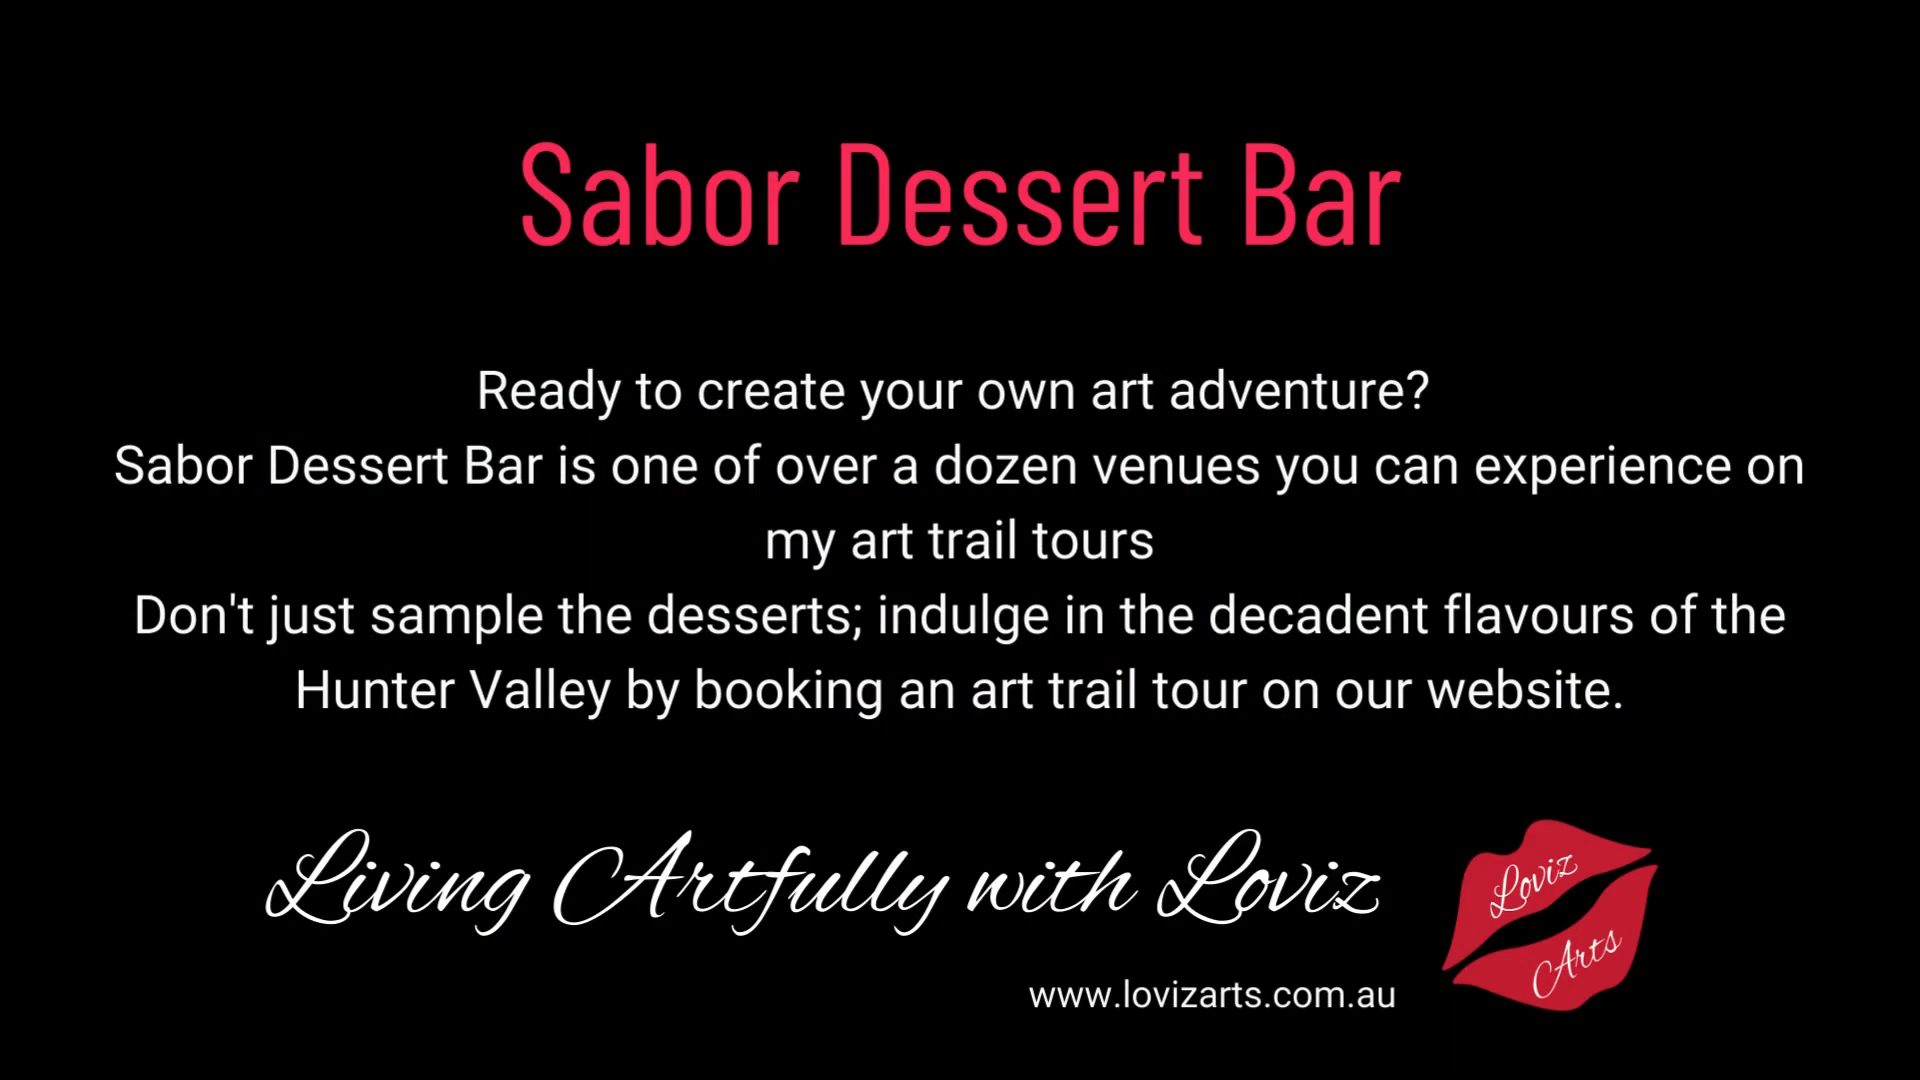 Sabor Dessert Bar
Ready to create your own art adventure?
Sabor Dessert Bar is one of over a dozen venues you can experience on
my art trail tours
Don't just sample the desserts; indulge in the decadent flavours of the
Hunter Valley by booking an art trail tour on our website.
Living Artfully with Loviz
Loviz
Arts
www.lovizarts.com.au